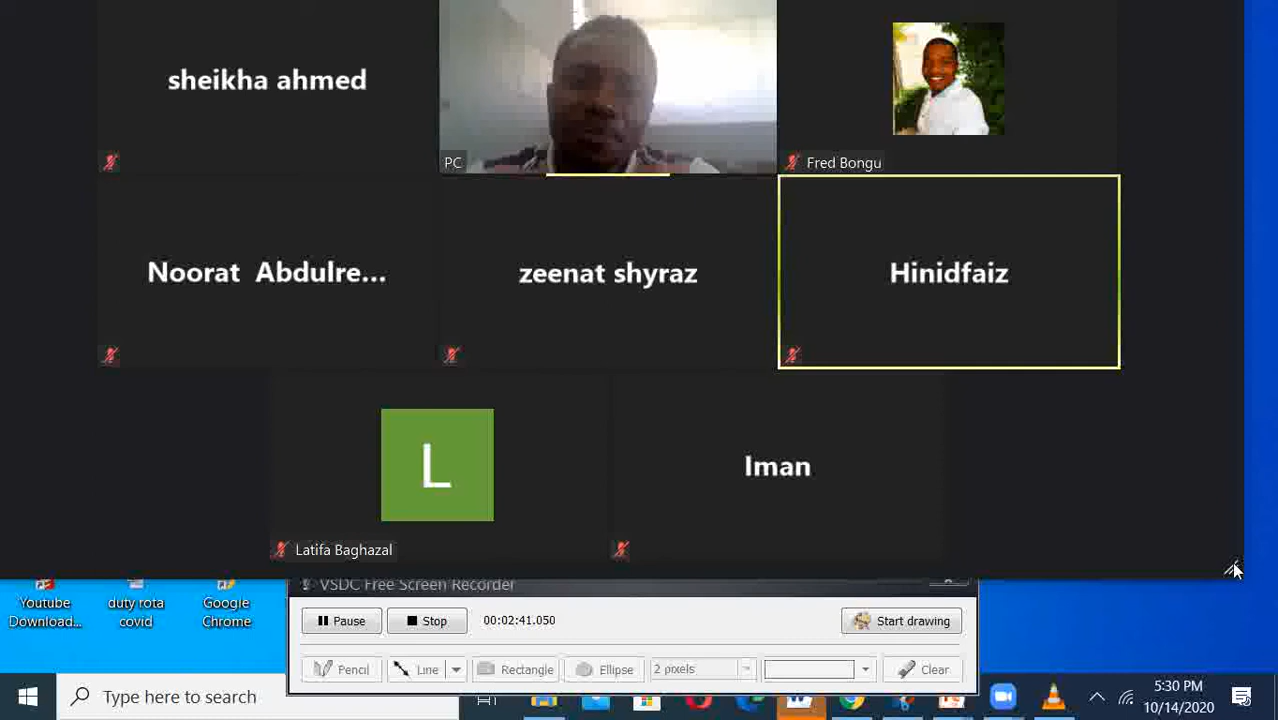 sheikha ahmed
PC
Fred Bongu
Noorat Abdulre...
zeenat shyraz
Hinidfaiz
L
Latifa Baghazal
Iman
Youtube
Download...
duty rota
covid
Google
Chrome
VSDC Free Screen Recorder
Pause
Stop
00:02:41.050
Start drawing
Pencil
Line
Rectangle
Ellipse
2 pixels
Clear
Type here to search
5:30 PM
10/14/2020